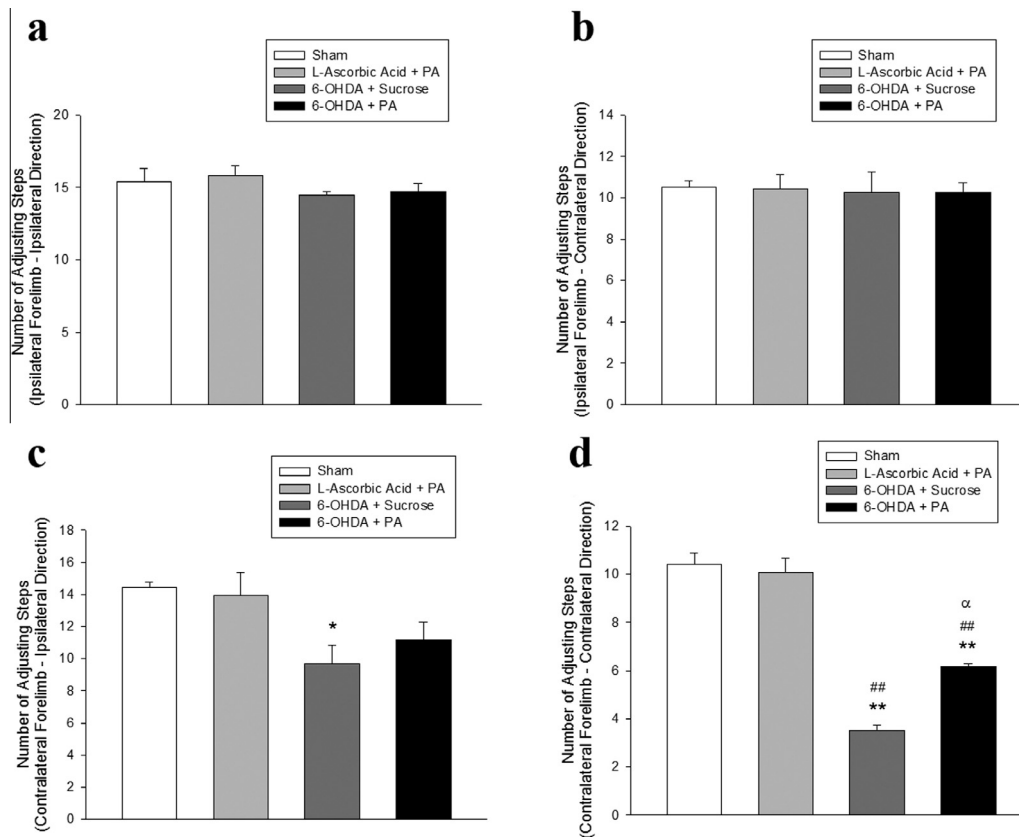 a
Sham
L-Ascorbic Acid + PA
6-OHDA + Sucrose
6-OHDA + PA
Number of Adjusting Steps
(Ipsilateral Forelimb - Ipsilateral Direction)
20
15
10
5
0
b
Sham
L-Ascorbic Acid + PA
6-OHDA + Sucrose
6-OHDA + PA
Number of Adjusting Steps
(Ipsilateral Forelimb - Contralateral Direction)
14
12
10
8
6
4
2
0
c
Sham
L-Ascorbic Acid + PA
6-OHDA + Sucrose
6-OHDA + PA
Number of Adjusting Steps
(Contralateral Forelimb - Ipsilateral Direction)
18
16
14
12
10
8
6
4
2
0
*
d
Sham
L-Ascorbic Acid + PA
6-OHDA + Sucrose
6-OHDA + PA
Number of Adjusting Steps
(Contralateral Forelimb - Contralateral Direction)
12
10
8
6
4
2
0
##
**
α
##
**